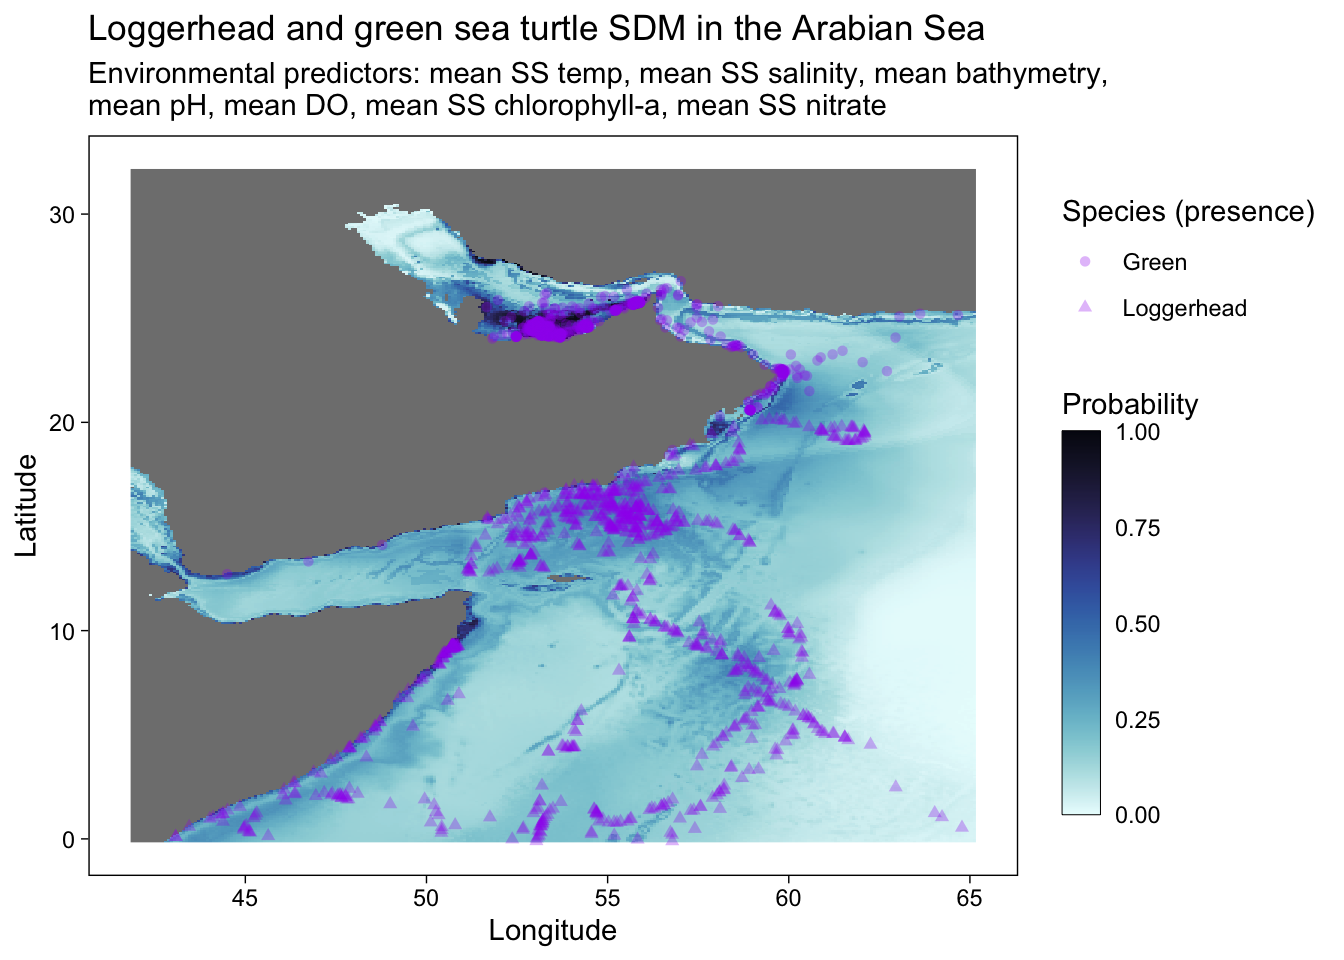 Loggerhead and green sea turtle SDM in the Arabian Sea
Environmental predictors: mean SS temp, mean SS salinity, mean bathymetry,
mean pH, mean DO, mean SS chlorophyll-a, mean SS nitrate
Latitude
30
20
10
0
45
50
55
60
65
Longitude
Species (presence)
Green
Loggerhead
Probability
1.00
0.75
0.50
0.25
0.00